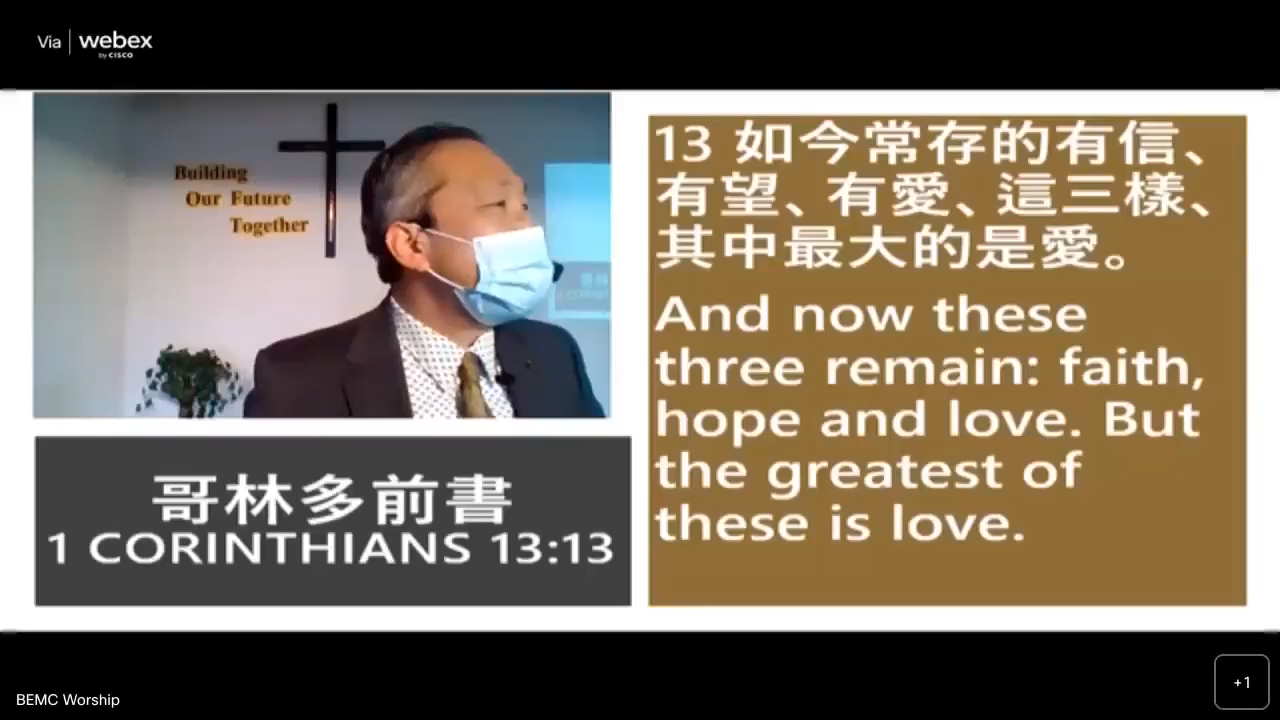 Via webex
by CISCO
Building
Our Future
Together
13 如今常存的有信、
有望、有愛、這三樣、
其中最大的是愛。
And now these
three remain: faith,
hope and love. But
the greatest of
these is love.
哥林多前書
1 CORINTHIANS 13:13
BEMC Worship
+1